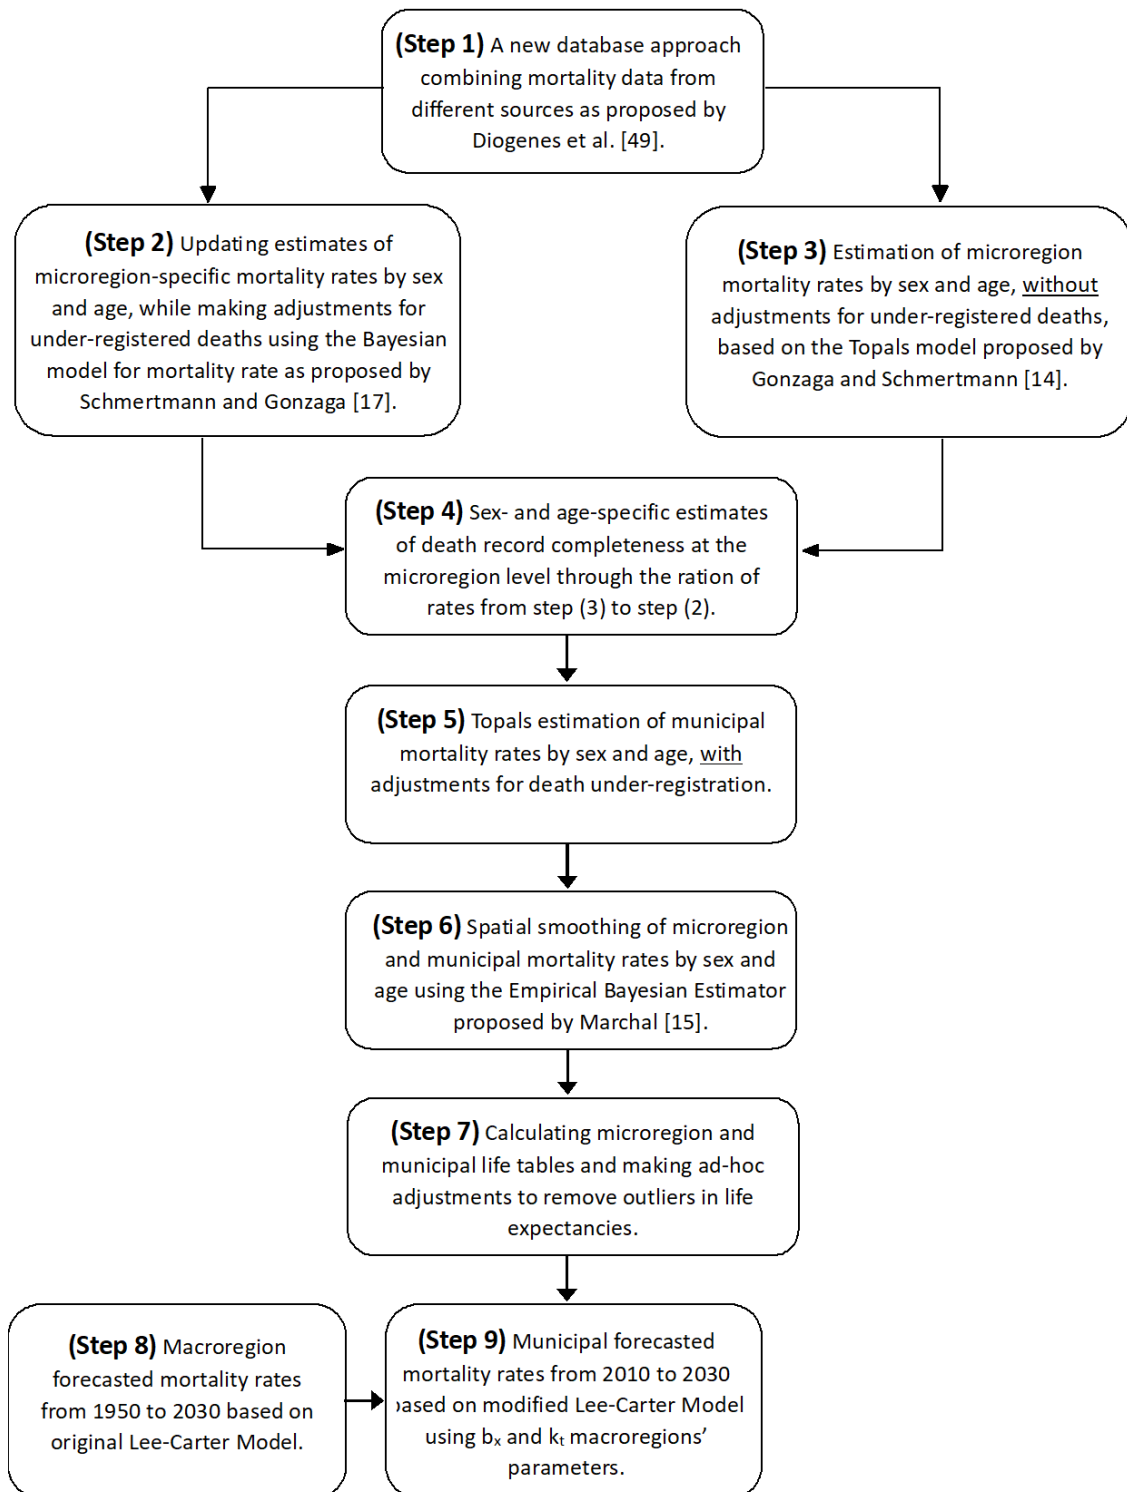 (Step 1) A new database approach
combining mortality data from
different sources as proposed by
Diogenes et al. [49].
(Step 2) Updating estimates of
microregion-specific mortality rates by sex
and age, while making adjustments for
under-registered deaths using the Bayesian
model for mortality rate as proposed by
Schmertmann and Gonzaga [17].
(Step 3) Estimation of microregion
mortality rates by sex and age, without
adjustments for under-registered deaths,
based on the Topals model proposed by
Gonzaga and Schmertmann [14].
(Step 4) Sex- and age-specific estimates
of death record completeness at the
microregion level through the ration of
rates from step (3) to step (2).
(Step 5) Topals estimation of municipal
mortality rates by sex and age, with
adjustments for death under-registration.
(Step 6) Spatial smoothing of microregion
and municipal mortality rates by sex and
age using the Empirical Bayesian Estimator
proposed by Marchal [15].
(Step 7) Calculating microregion and
municipal life tables and making ad-hoc
adjustments to remove outliers in life
expectancies.
(Step 8) Macroregion
forecasted mortality rates
from 1950 to 2030 based on
original Lee-Carter Model.
(Step 9) Municipal forecasted
mortality rates from 2010 to 2030
based on modified Lee-Carter Model
using bₓ and kₜ macroregions’
parameters.